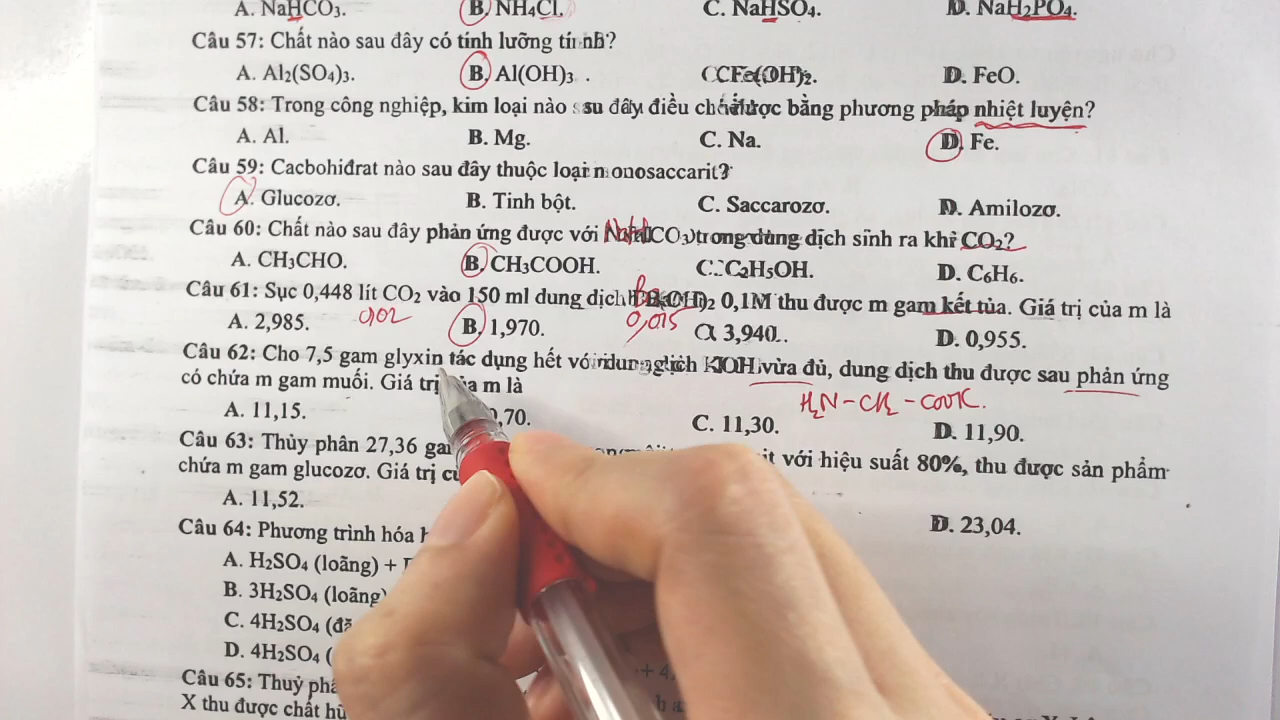 A. NaHCO₃. B. NH₄Cl. C. NaHSO₄. D. NaH₂PO₄.
Câu 57: Chất nào sau đây có tính lưỡng tính?
A. Al₂(SO₄)₃. B. Al(OH)₃. C. Fe(OH)₂. D. FeO.
Câu 58: Trong công nghiệp, kim loại nào sau đây điều chế được bằng phương pháp nhiệt luyện?
A. Al. B. Mg. C. Na. D. Fe.
Câu 59: Cacbohiđrat nào sau đây thuộc loại monosaccarit?
A. Glucozơ. B. Tinh bột. C. Saccarozơ. D. Amilozơ.
Câu 60: Chất nào sau đây phản ứng được với NaHCO₃ trong dung dịch sinh ra khí CO₂?
A. CH₃CHO. B. CH₃COOH. C. C₂H₅OH. D. C₆H₆.
Câu 61: Sục 0,448 lít CO₂ vào 150 ml dung dịch Ba(OH)₂ 0,1M thu được m gam kết tủa. Giá trị của m là
0,02 0,015
A. 2,985. B. 1,970. C. 3,940. D. 0,955.
Câu 62: Cho 7,5 gam glyxin tác dụng hết với dung dịch KOH vừa đủ, dung dịch thu được sau phản ứng
có chứa m gam muối. Giá trị m là
H₂N-CH₂-COOK.
A. 11,15. 0,70. C. 11,30. D. 11,90.
Câu 63: Thủy phân 27,36 với hiệu suất 80%, thu được sản phẩm
chứa m gam glucozơ. Giá trị
A. 11,52. D. 23,04.
Câu 64: Phương trình hóa
A. H₂SO₄ (loãng) +
B. 3H₂SO₄ (loãng)
C. 4H₂SO₄
D. 4H₂SO₄ (
+ 4
Câu 65: Thuỷ
X thu được chất